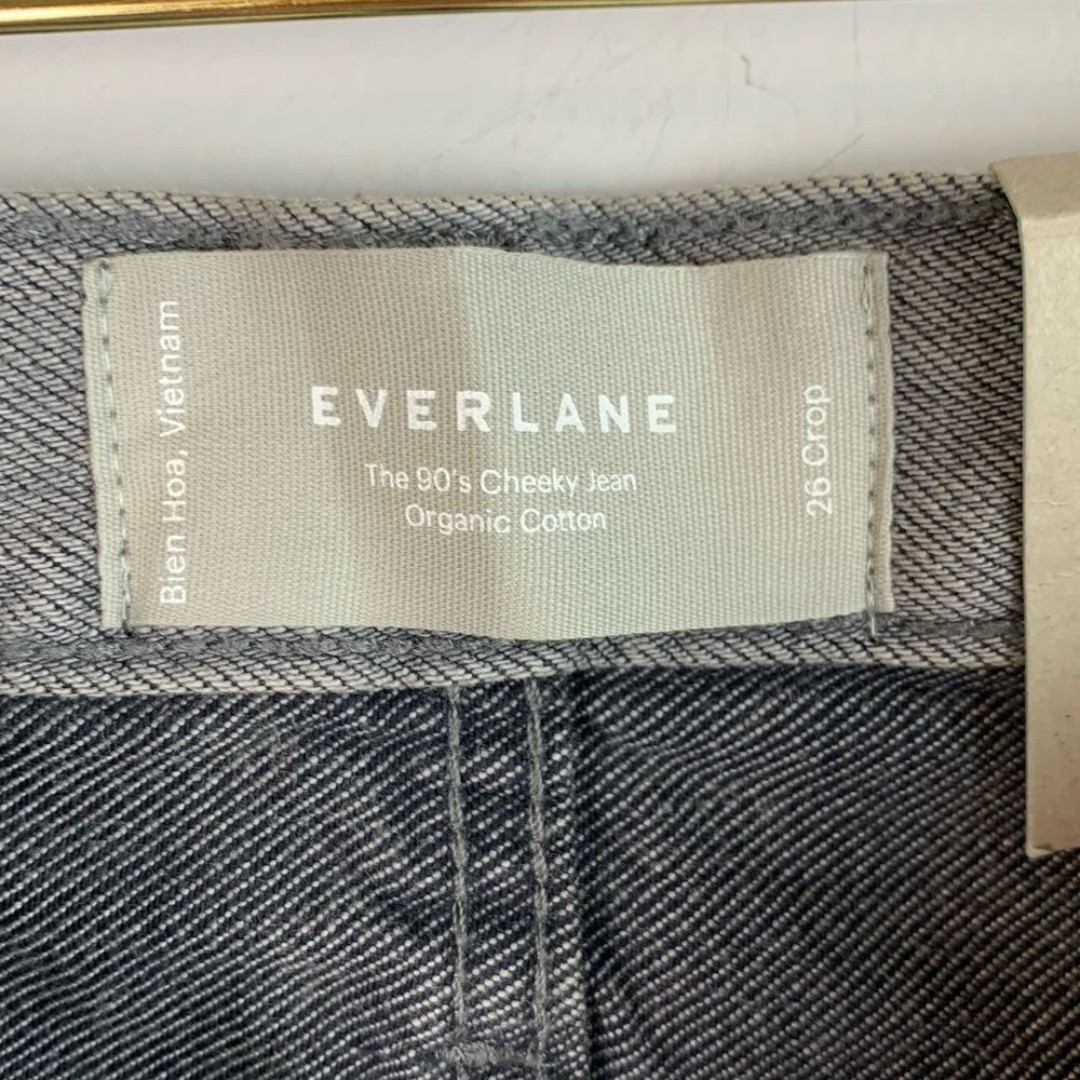 Bien Hoa, Vietnam
EVERLANE
The 90's Cheeky Jean
Organic Cotton
26 Crop